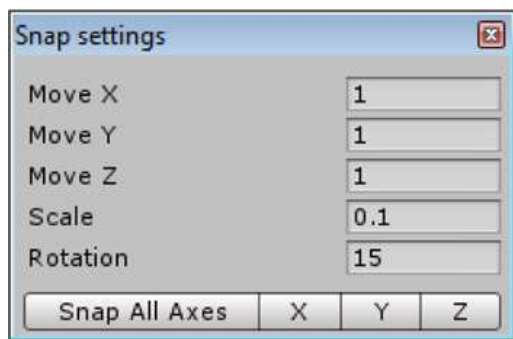 Snap settings
Move X 1
Move Y 1
Move Z 1
Scale 0.1
Rotation 15
Snap All Axes X Y Z